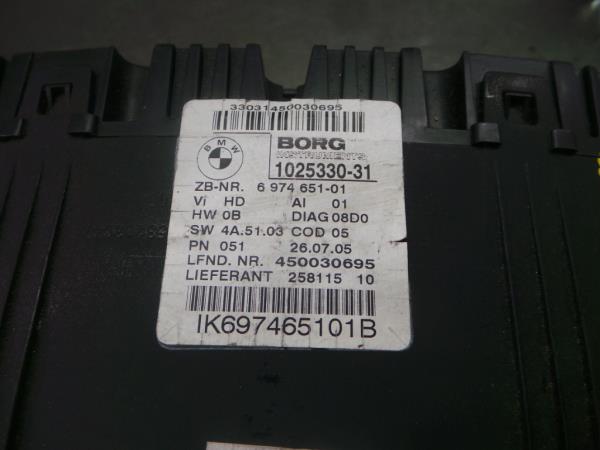 33031450030695
BMW
BORG
INSTRUMENTS
1025330-31
ZB-NR. 6 974 651-01
Vi HD AI 01
HW 0B DIAG 08D0
SW 4A.51.03 COD 05
PN 051 26.07.05
LFND. NR. 450030695
LIEFERANT 258115 10
IK697465101B